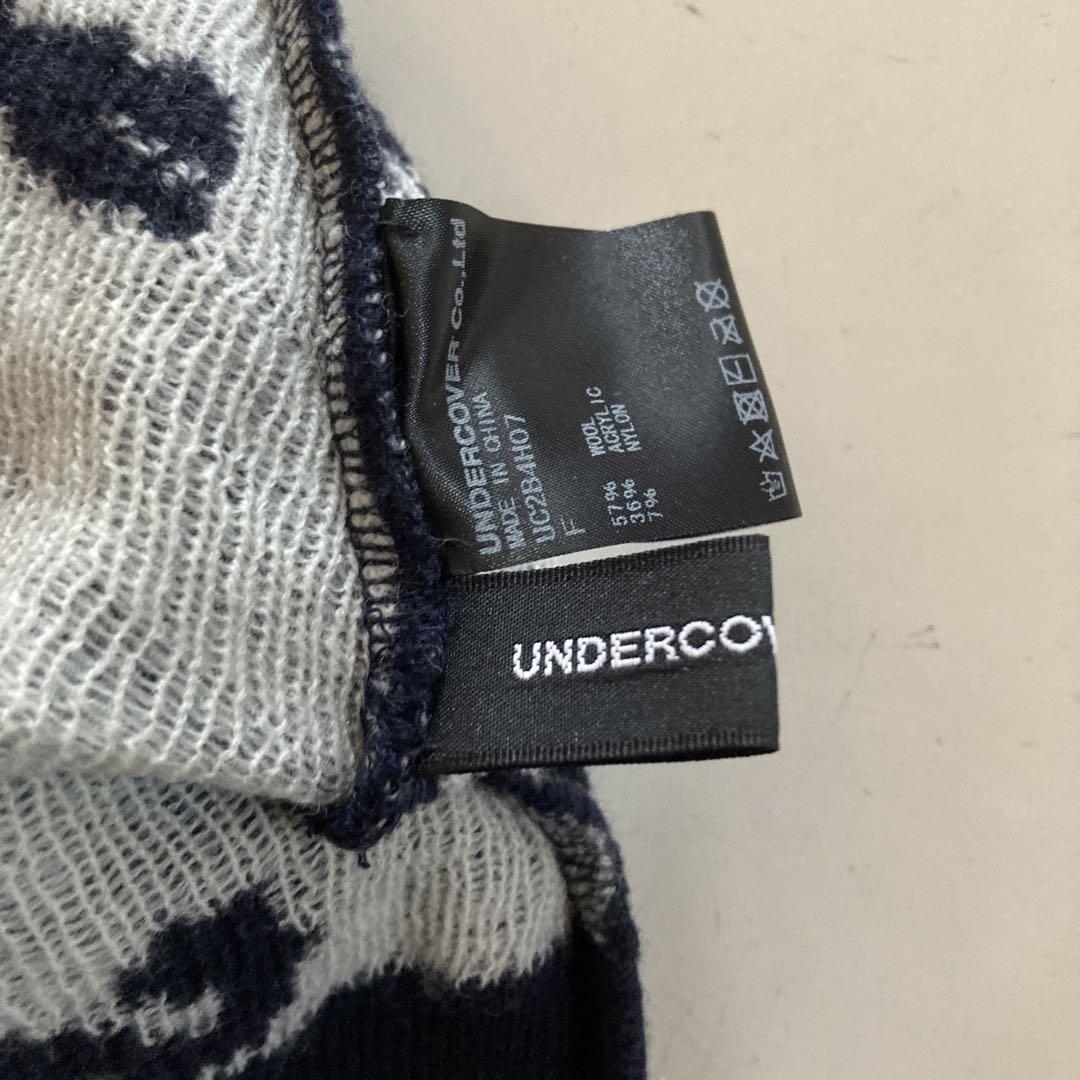 UNDERCOVER Co.,Ltd
MADE IN CHINA
UC2B4H07
F
57% WOOL
36% ACRYLIC
7% NYLON
UNDERCOV